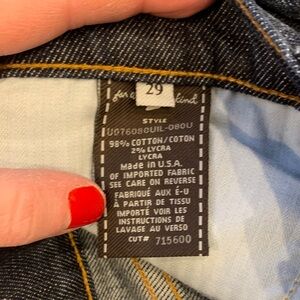 29
STYLE
U076080UIL-080U
98% COTTON/COTON
2% LYCRA
LYCRA
Made in U.S.A.
OF IMPORTED FABRIC
SEE CARE ON REVERSE
FABRIQUÉ AUX É-U
À PARTIR DE TISSU
IMPORTÉ VOIR LES
INSTRUCTIONS DE
LAVAGE AU VERSO
CUT# 715600